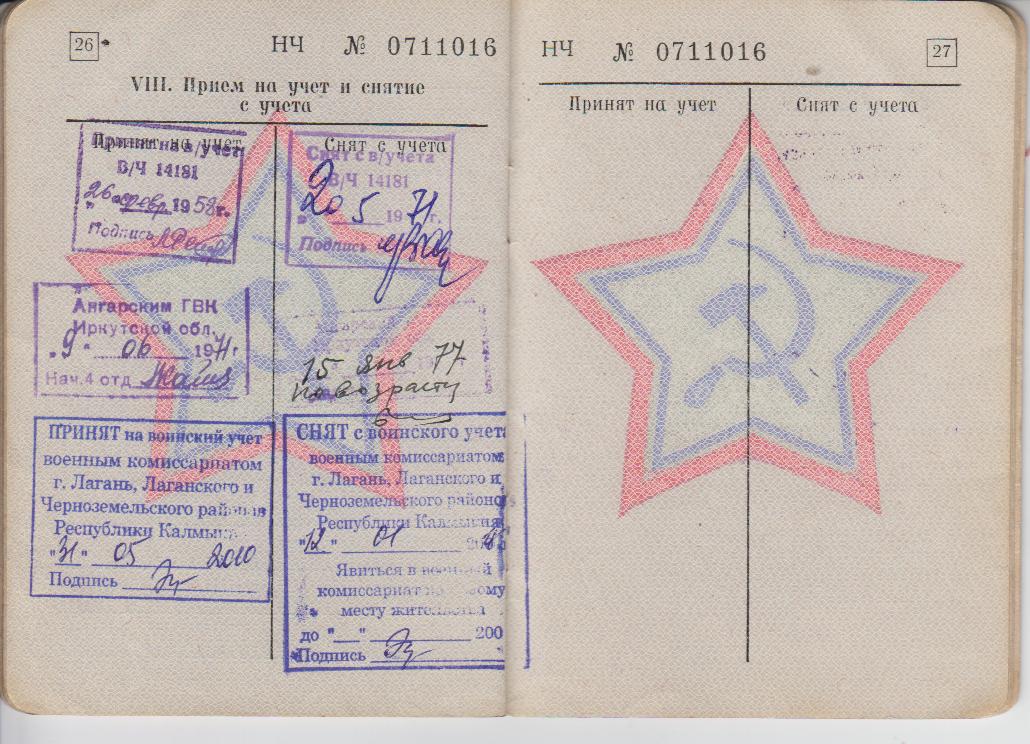 26
НЧ № 0711016
VIII. Прием на учет и снятие
с учета
Принят на учет
Снят с учета
Принят на в/учет
В/Ч 14181
"26" февр. 1958 г.
Подпись
Снят с в/учета
В/Ч 14181
"20" 5 1971 г.
Подпись
Ангарским ГВК
Иркутской обл.
"9" 06 1971 г
Нач.4 отд
15 янв 77
по возрасту
ПРИНЯТ на воинский учет
военным комиссариатом
г. Лагань, Лаганского и
Черноземельского районов
Республики Калмыкия
"31" 05 2010
Подпись
СНЯТ с воинского учета
военным комиссариатом
г. Лагань, Лаганского и
Черноземельского районов
Республики Калмыкия
"12" 01
Явиться в военный
комиссариат по
месту жительства
до "__" 200
Подпись
НЧ № 0711016
27
Принят на учет
Снят с учета